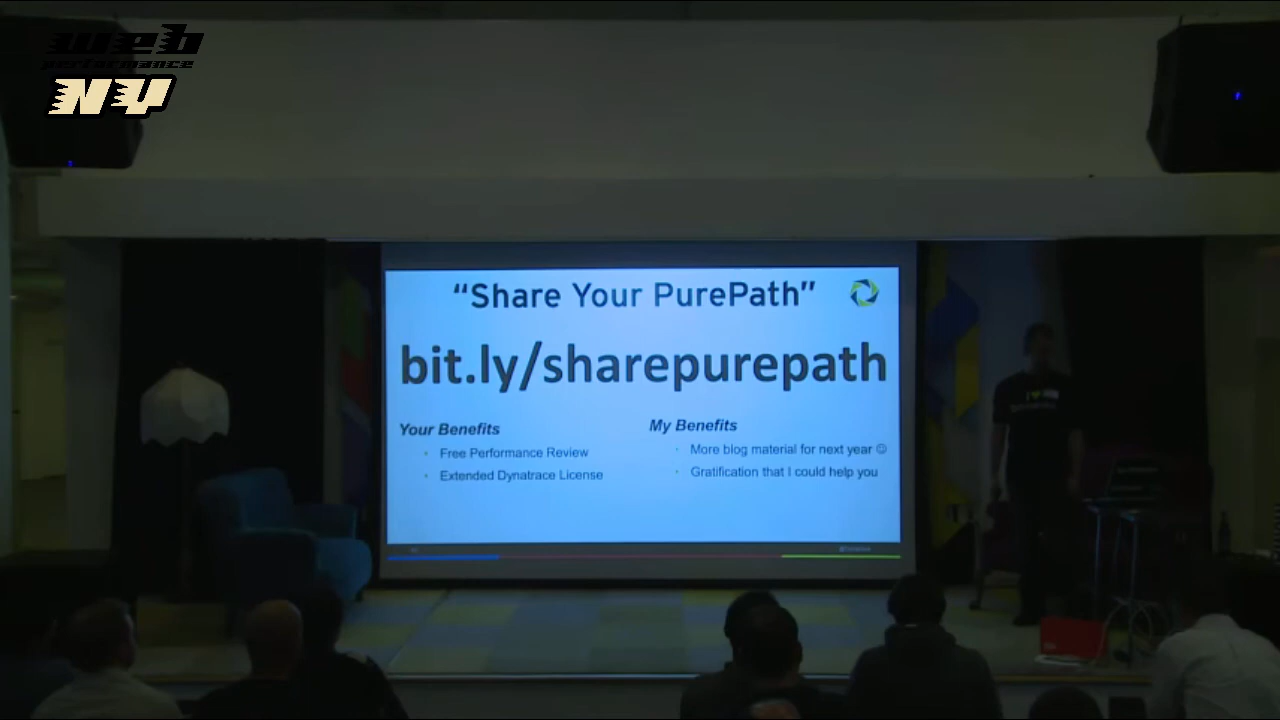 web
performance
NY
“Share Your PurePath”
bit.ly/sharepurepath
Your Benefits
Free Performance Review
Extended Dynatrace License
My Benefits
More blog material for next year ☺
Gratification that I could help you